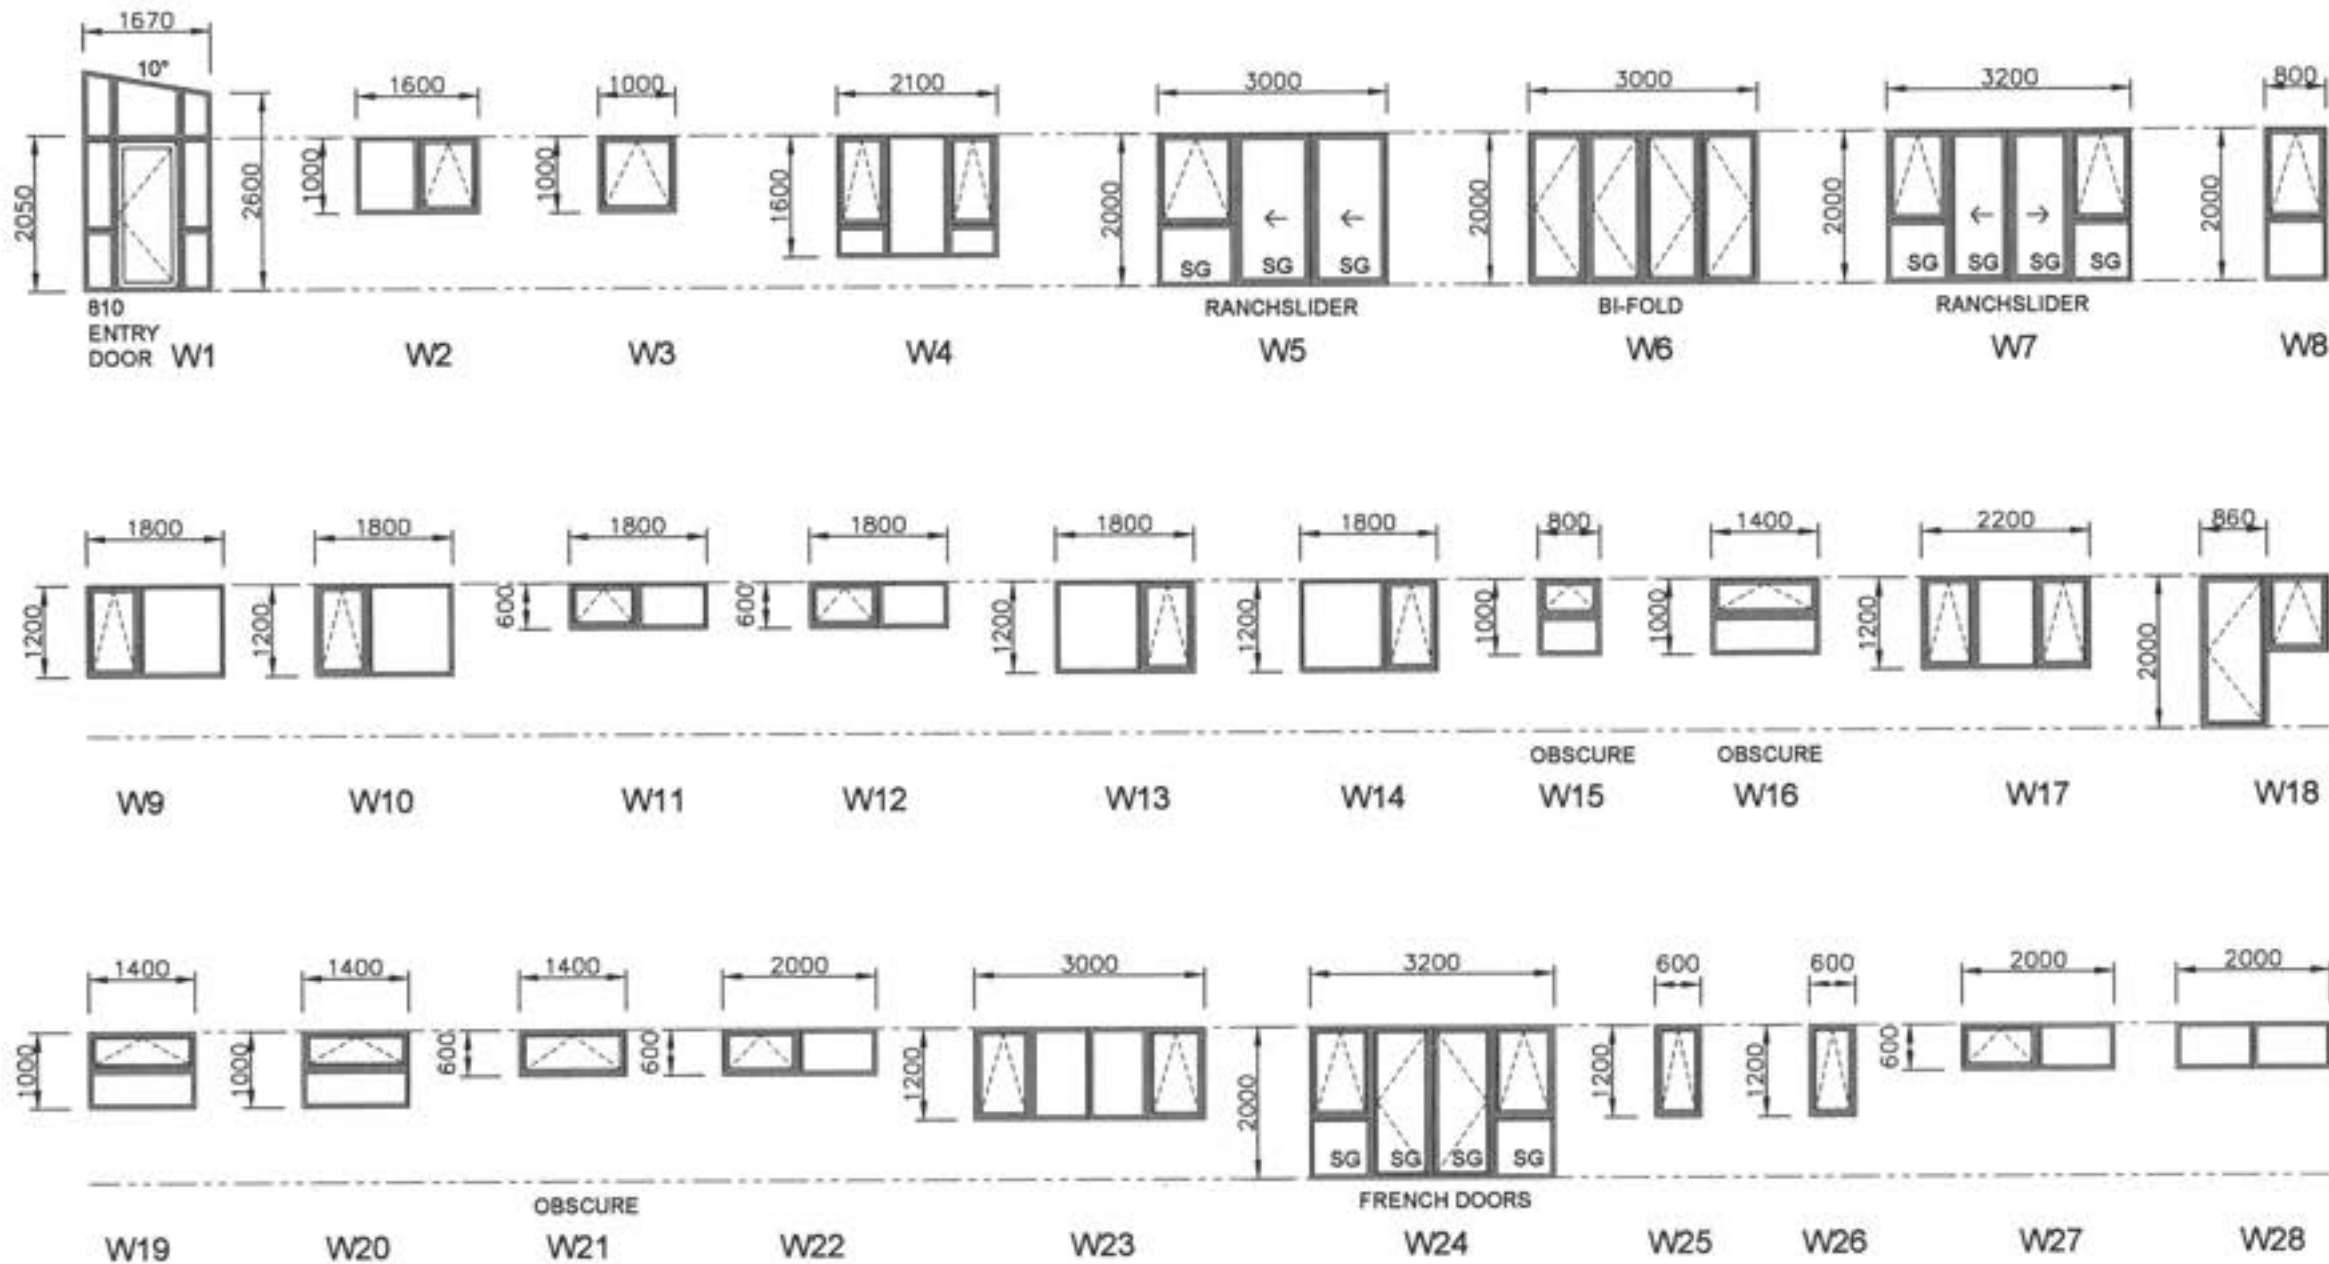 1670
10°
2050
2600
810
ENTRY
DOOR W1
1600
1000
W2
1000
1000
W3
2100
1600
W4
3000
2000
SG SG SG
RANCHSLIDER
W5
3000
2000
BI-FOLD
W6
3200
2000
SG SG SG SG
RANCHSLIDER
W7
800
2000
W8
1800
1200
W9
1800
1200
W10
1800
600
W11
1800
600
W12
1800
1200
W13
1800
1200
W14
800
1000
OBSCURE
W15
1400
1000
OBSCURE
W16
2200
1200
W17
860
2000
W18
1400
1000
W19
1400
1000
W20
1400
600
OBSCURE
W21
2000
600
W22
3000
1200
W23
3200
2000
SG SG SG SG
FRENCH DOORS
W24
600
1200
W25
600
1200
W26
2000
600
W27
2000
W28